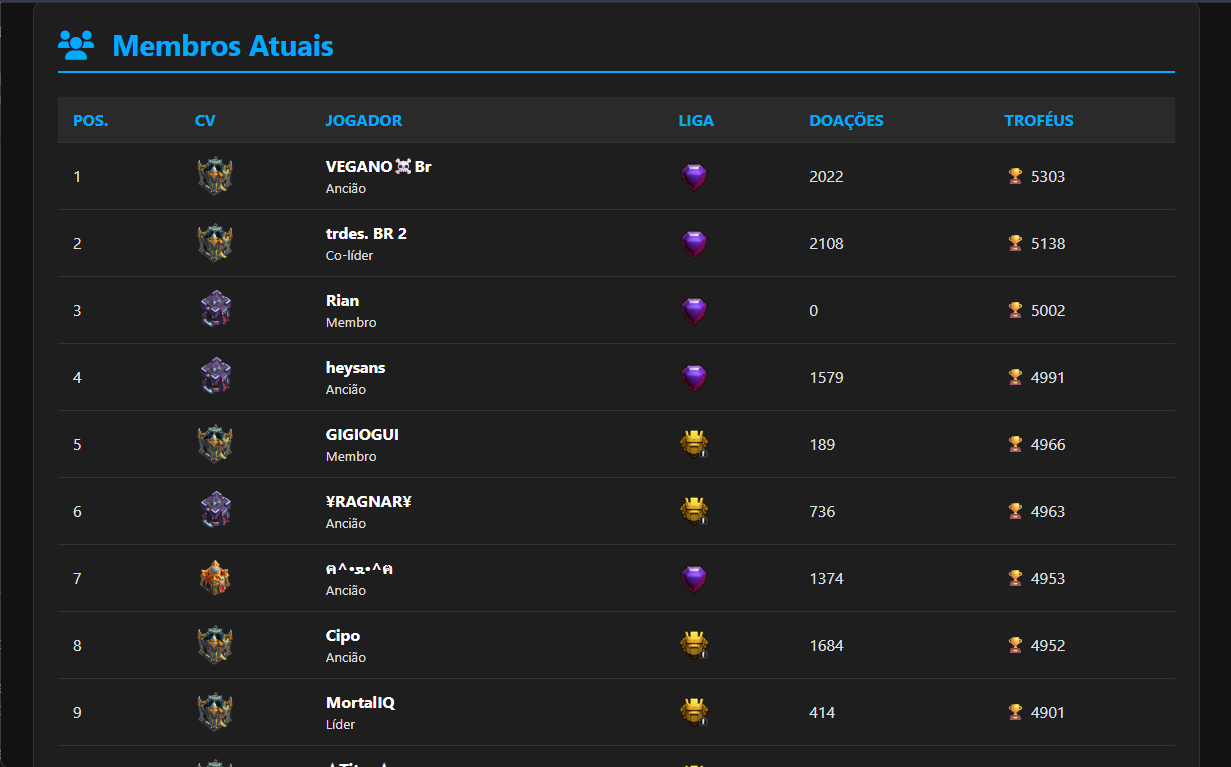 Membros Atuais
POS. CV JOGADOR LIGA DOAÇÕES TROFÉUS
1 VEGANO☠️Br Ancião 2022 5303
2 trdes. BR 2 Co-líder 2108 5138
3 Rian Membro 0 5002
4 heysans Ancião 1579 4991
5 GIGIOGUI Membro 189 4966
6 ¥RAGNAR¥ Ancião 736 4963
7 Ancião 1374 4953
8 Cipo Ancião 1684 4952
9 MortalIQ Líder 414 4901